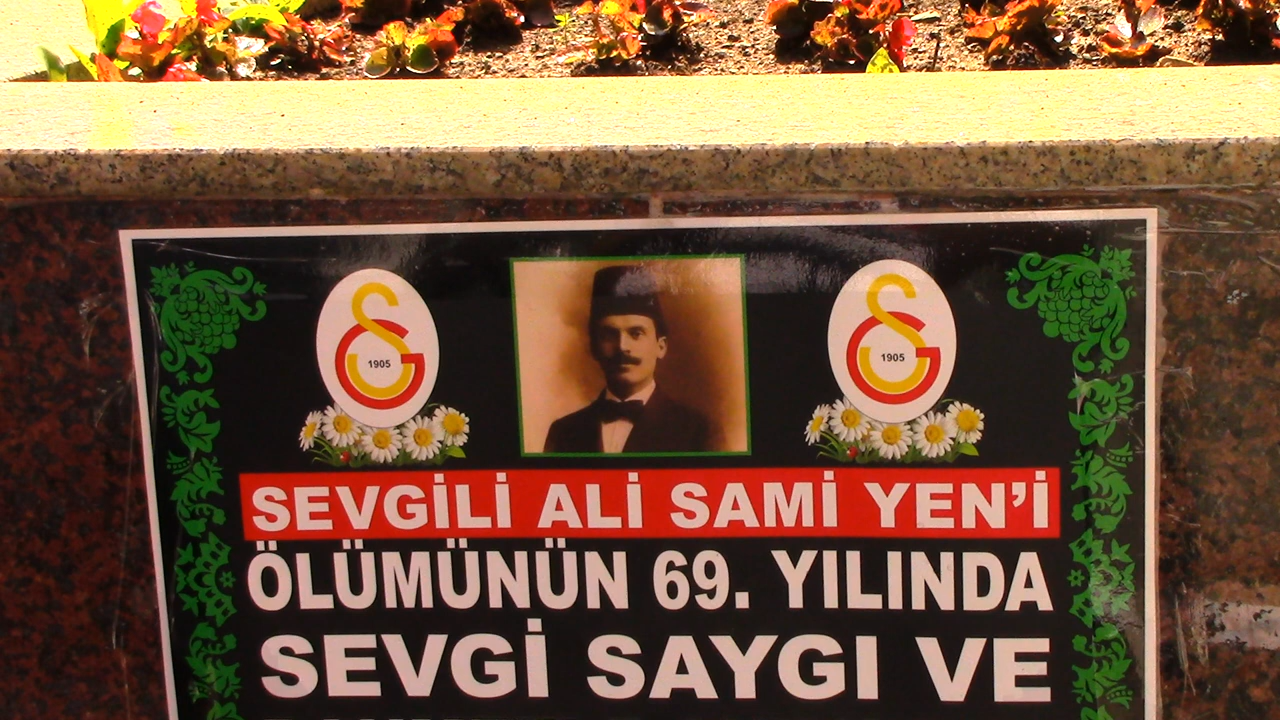 1905 1905
SEVGİLİ ALİ SAMİ YEN'İ
ÖLÜMÜNÜN 69. YILINDA
SEVGİ SAYGI VE